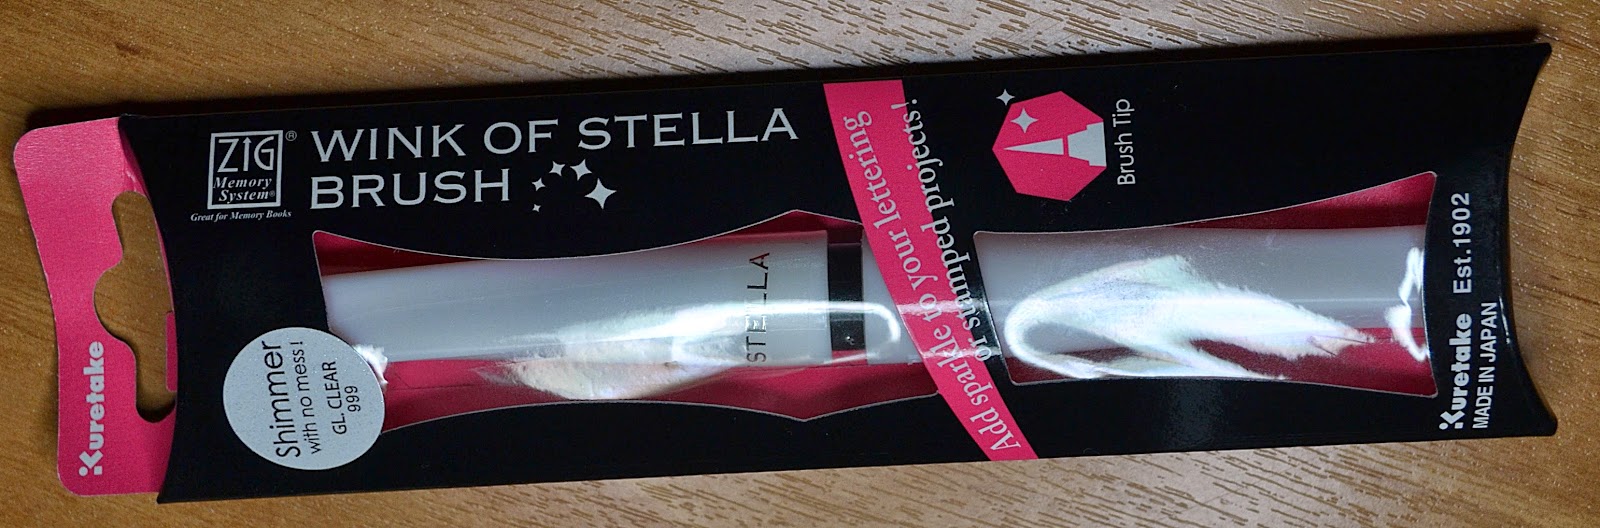 Kuretake
ZIG®
Memory
System®
Great for Memory Books
WINK OF STELLA
BRUSH
Shimmer
with no mess!
GL. CLEAR
999
STELLA
Add sparkle to your lettering
or stamped projects!
Brush Tip
Kuretake Est.1902
MADE IN JAPAN